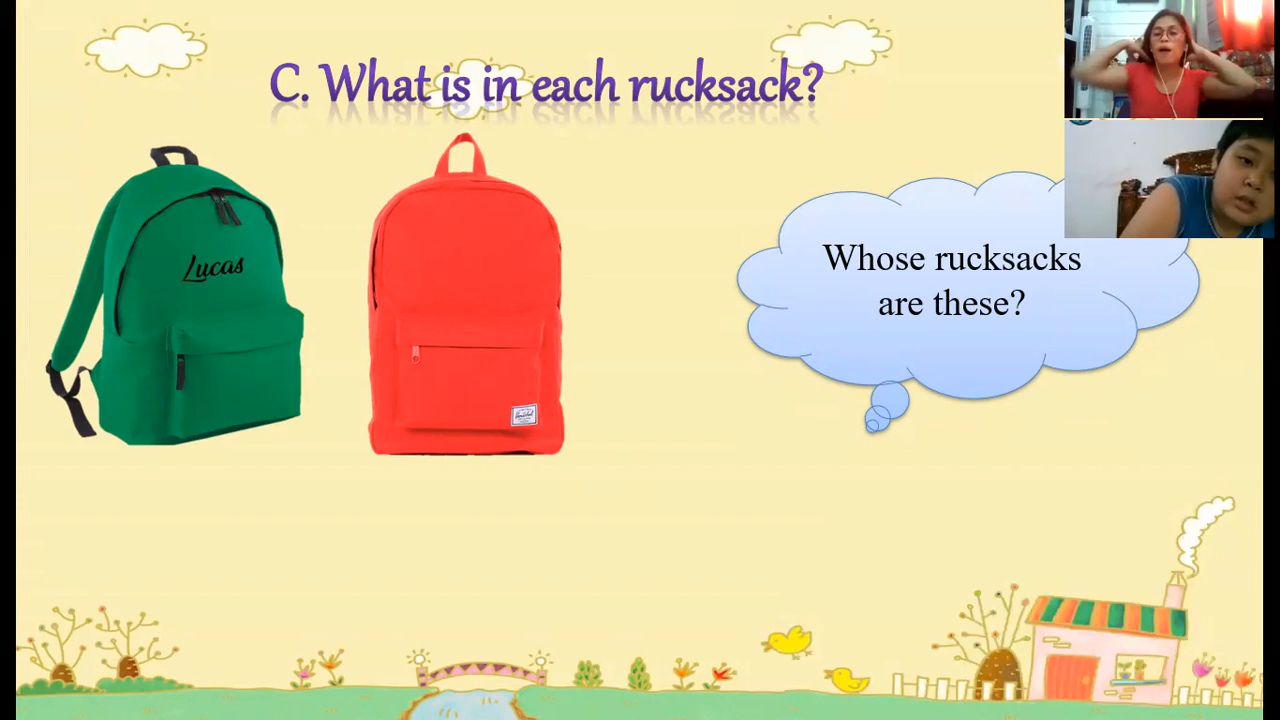 C. What is in each rucksack?
Lucas
Whose rucksacks
are these?